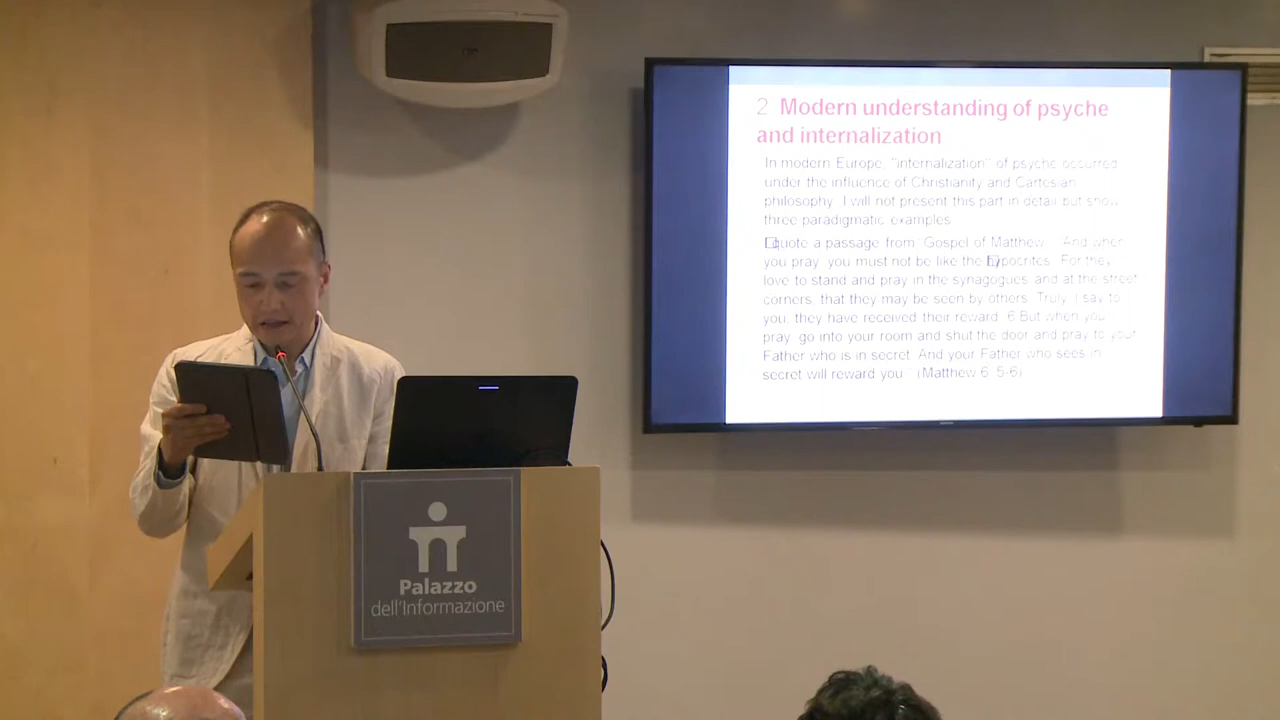 2 Modern understanding of psyche
and internalization
In modern Europe, "internalization" of psyche occurred
under the influence of Christianity and Cartesian
philosophy. I will not present this part in detail but show
three paradigmatic examples.
quote a passage from "Gospel of Matthew". "And when
you pray, you must not be like the hypocrites. For they
love to stand and pray in the synagogues and at the street
corners, that they may be seen by others. Truly, I say to
you, they have received their reward. 6 But when you
pray, go into your room and shut the door and pray to your
Father who is in secret. And your Father who sees in
secret will reward you." (Matthew 6: 5-6)
Palazzo
dell'Informazione